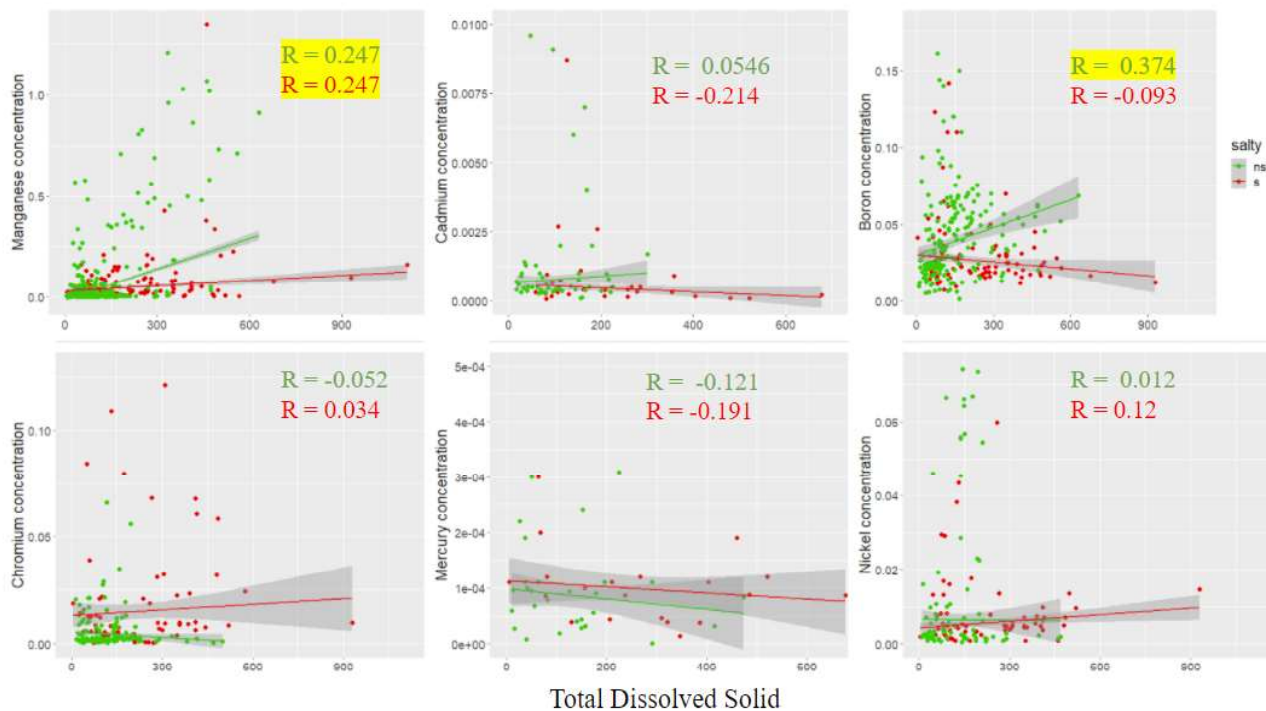 R = 0.247
R = 0.247
Manganese concentration
1.0
0.5
0.0
0
300
600
900
R = 0.0546
R = -0.214
Cadmium concentration
0.0100
0.0075
0.0050
0.0025
0.0000
0
200
400
600
R = 0.374
R = -0.093
Boron concentration
0.15
0.10
0.05
0.00
0
300
600
900
salty
ns
s
R = -0.052
R = 0.034
Chromium concentration
0.10
0.05
0.00
0
300
600
900
R = -0.121
R = -0.191
Mercury concentration
5e-04
4e-04
3e-04
2e-04
1e-04
0e+00
0
200
400
600
R = 0.012
R = 0.12
Nickel concentration
0.06
0.04
0.02
0.00
0
300
600
900
Total Dissolved Solid